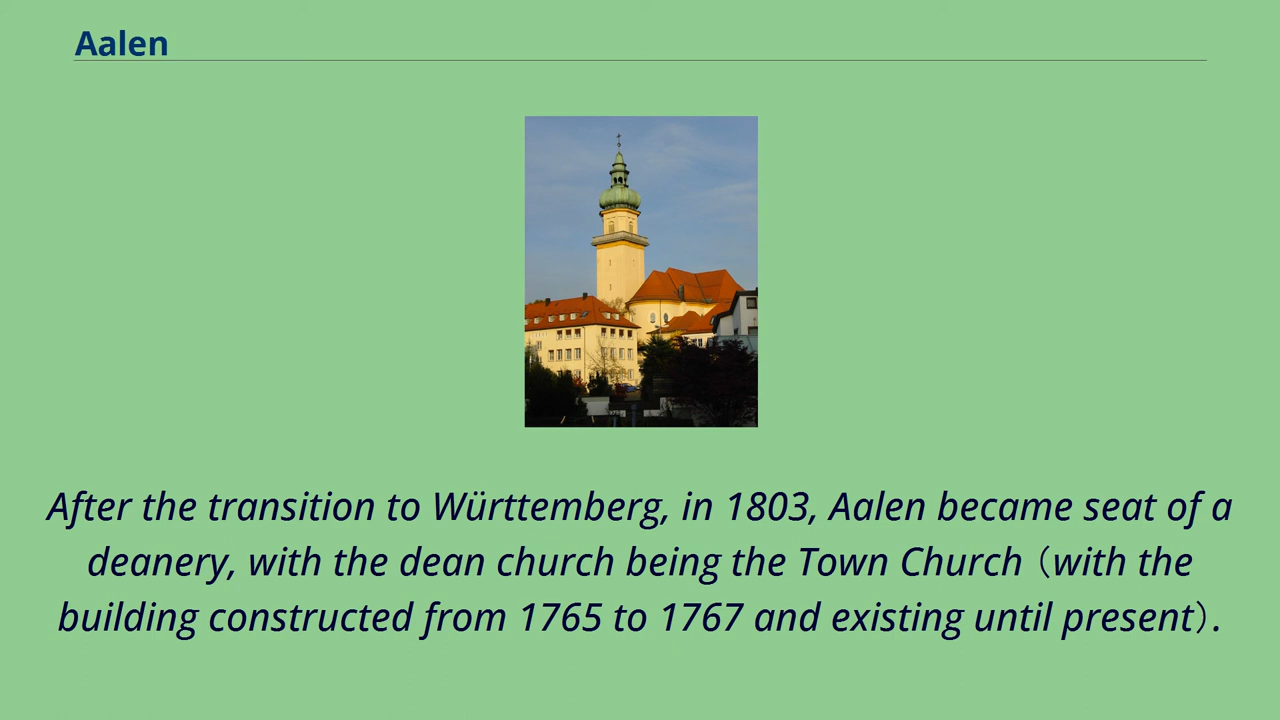 Aalen
After the transition to Württemberg, in 1803, Aalen became seat of a
deanery, with the dean church being the Town Church（with the
building constructed from 1765 to 1767 and existing until present）.